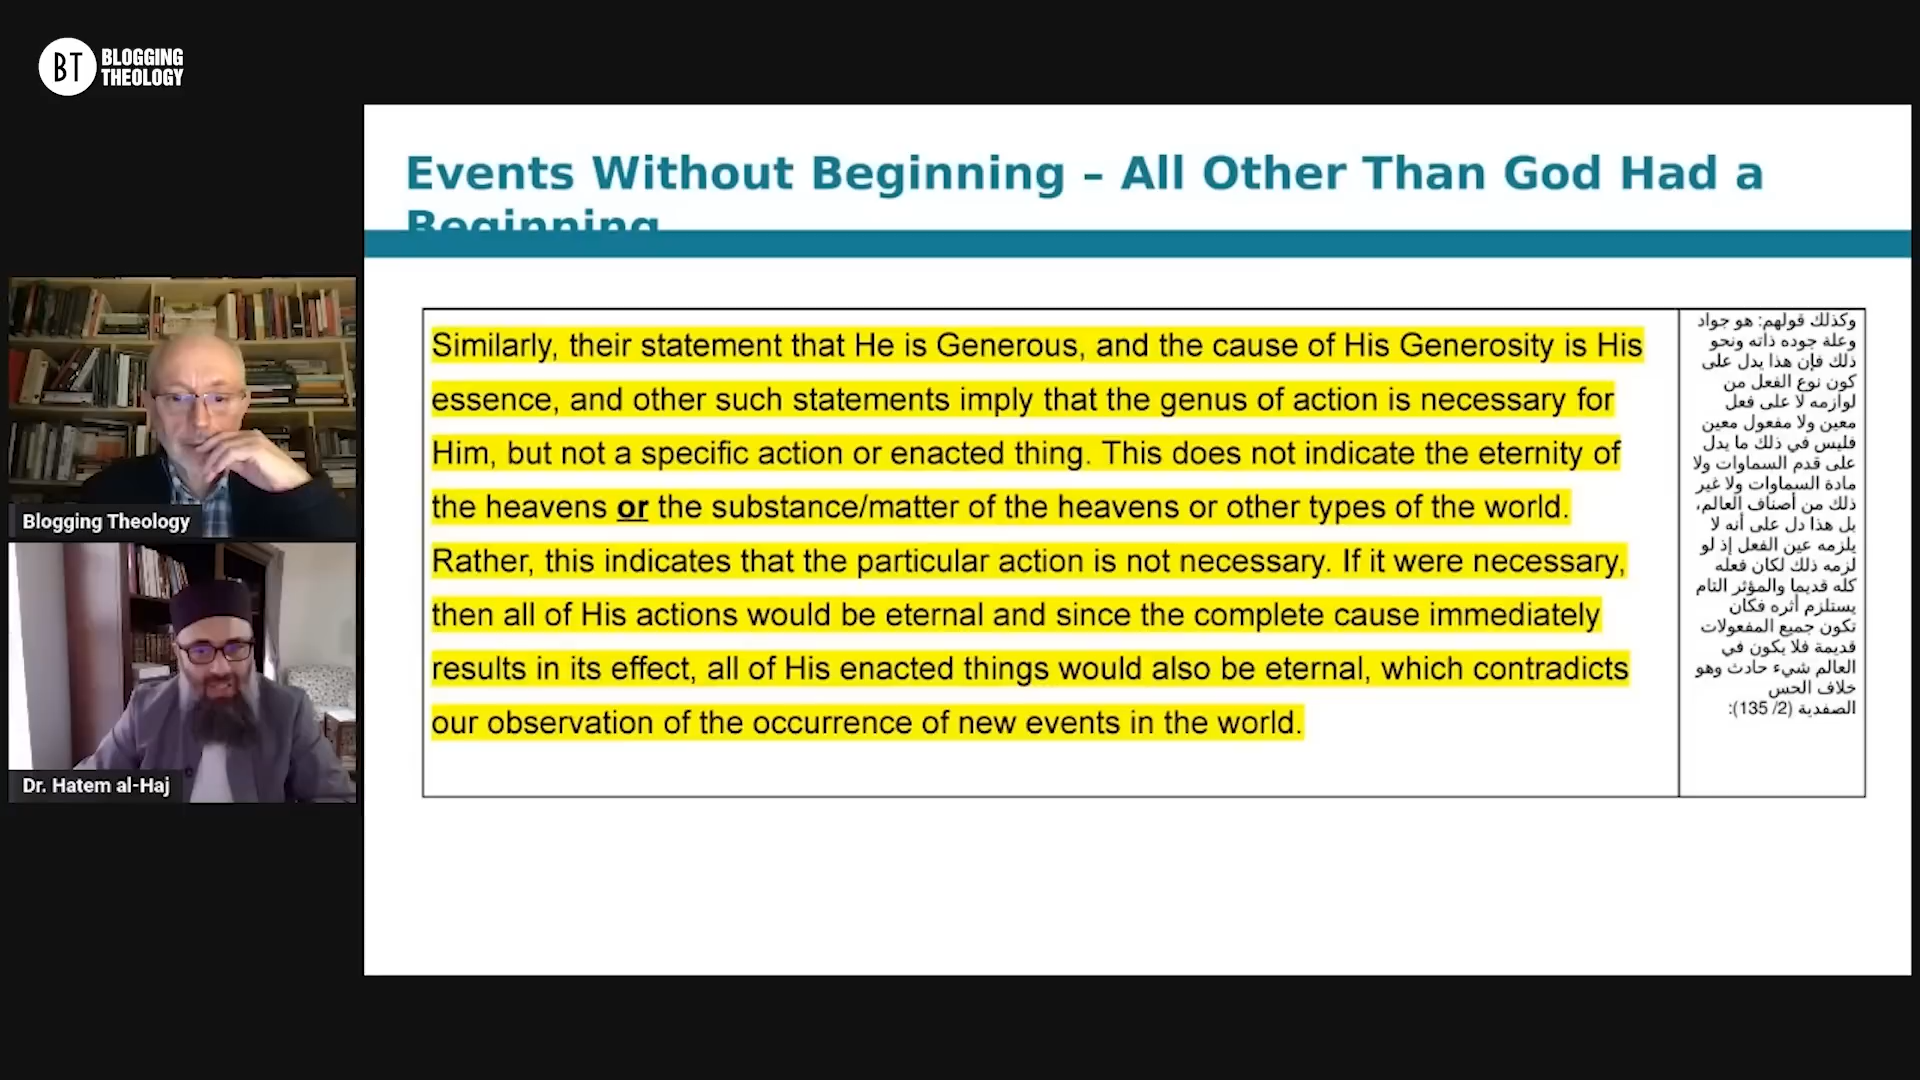 BT BLOGGING
THEOLOGY
Events Without Beginning – All Other Than God Had a
Beginning
Similarly, their statement that He is Generous, and the cause of His Generosity is His
essence, and other such statements imply that the genus of action is necessary for
Him, but not a specific action or enacted thing. This does not indicate the eternity of
the heavens or the substance/matter of the heavens or other types of the world.
Rather, this indicates that the particular action is not necessary. If it were necessary,
then all of His actions would be eternal and since the complete cause immediately
results in its effect, all of His enacted things would also be eternal, which contradicts
our observation of the occurrence of new events in the world.
وكذلك قولهم: هو جواد
وعلة جوده ذاته ونحو
ذلك فإن هذا يدل على
كون نوع الفعل من
لوازمه لا على فعل
معين ولا مفعول معين
فليس في ذلك ما يدل
على قدم السماوات ولا
مادة السماوات ولا غير
ذلك من أصناف العالم،
بل هذا دل على أنه لا
يلزمه عين الفعل إذ لو
لزمه ذلك لكان فعله
كله قديما والمؤثر التام
يستلزم أثره فكان
تكون جميع المفعولات
قديمة فلا يكون في
العالم شيء حادث وهو
خلاف الحس
الصفدية (2/ 135):
Blogging Theology
Dr. Hatem al-Haj